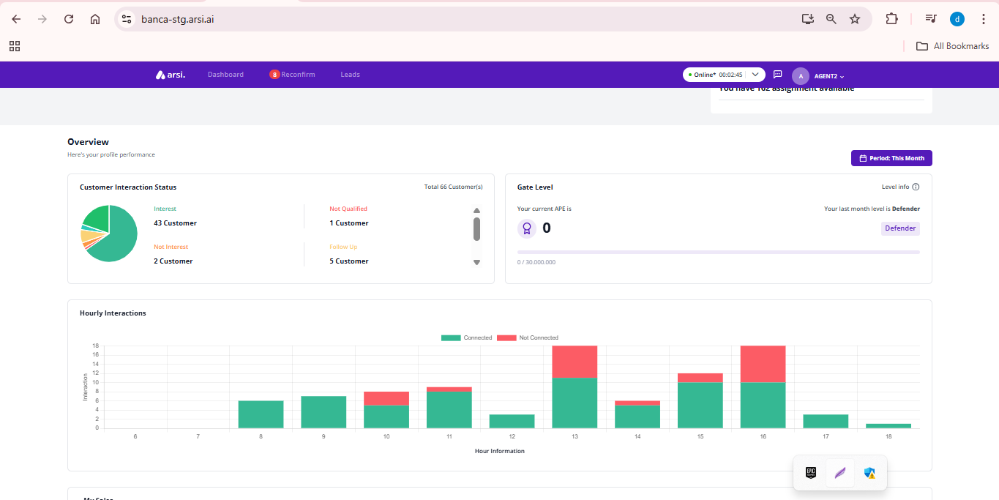 banca-stg.arsi.ai
d
All Bookmarks
arsi.
Dashboard
8 Reconfirm
Leads
Online* 00:02:45
A
AGENT2
You have 162 assignment available
Overview
Here's your profile performance
Period: This Month
Customer Interaction Status
Total 66 Customer(s)
Interest
43 Customer
Not Qualified
1 Customer
Not Interest
2 Customer
Follow Up
5 Customer
Gate Level
Level info
Your current APE is
0
Your last month level is Defender
Defender
0 / 30.000.000
Hourly Interactions
Connected Not Connected
Interaction
18
16
14
12
10
8
6
4
2
0
6 7 8 9 10 11 12 13 14 15 16 17 18
Hour Information
EPIC
My Sales